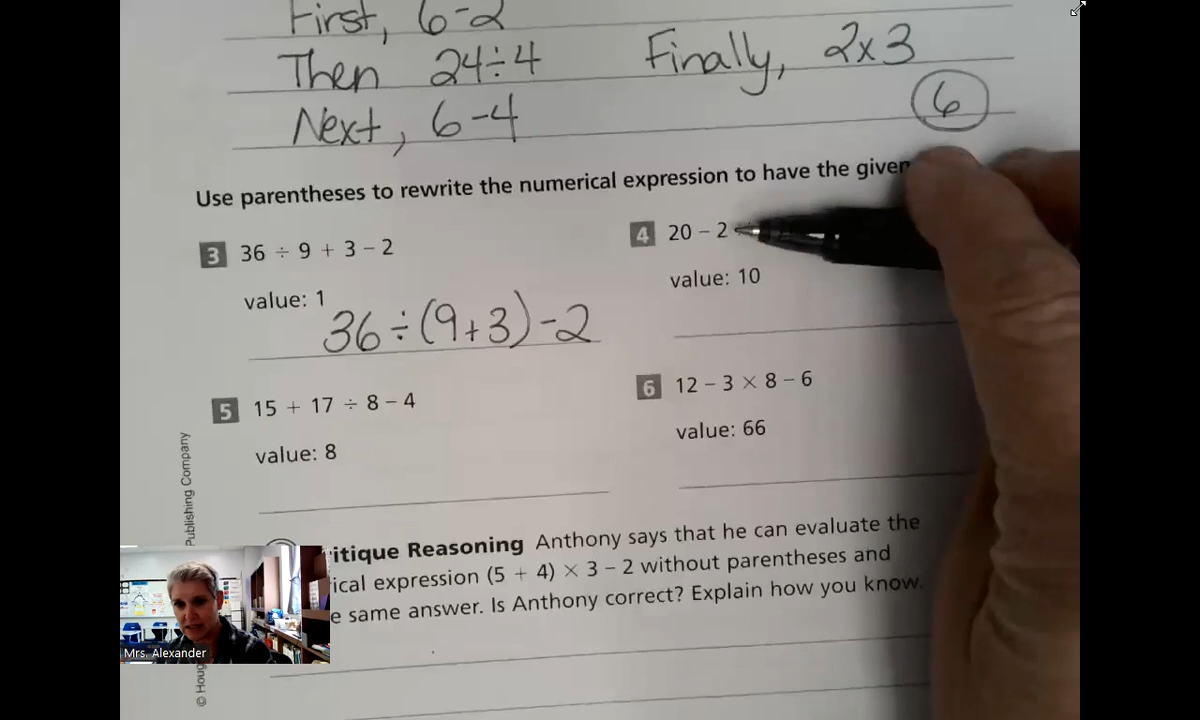 First, 6-2
Then 24÷4
Next, 6-4
Finally, 2x3
6
Use parentheses to rewrite the numerical expression to have the given
3 36 ÷ 9 + 3 − 2
value: 1
36÷(9+3)-2
4 20 − 2
value: 10
5 15 + 17 ÷ 8 − 4
value: 8
6 12 − 3 × 8 − 6
value: 66
itique Reasoning Anthony says that he can evaluate the
ical expression (5 + 4) × 3 − 2 without parentheses and
e same answer. Is Anthony correct? Explain how you know.
Publishing Company
© Houg
Mrs. Alexander